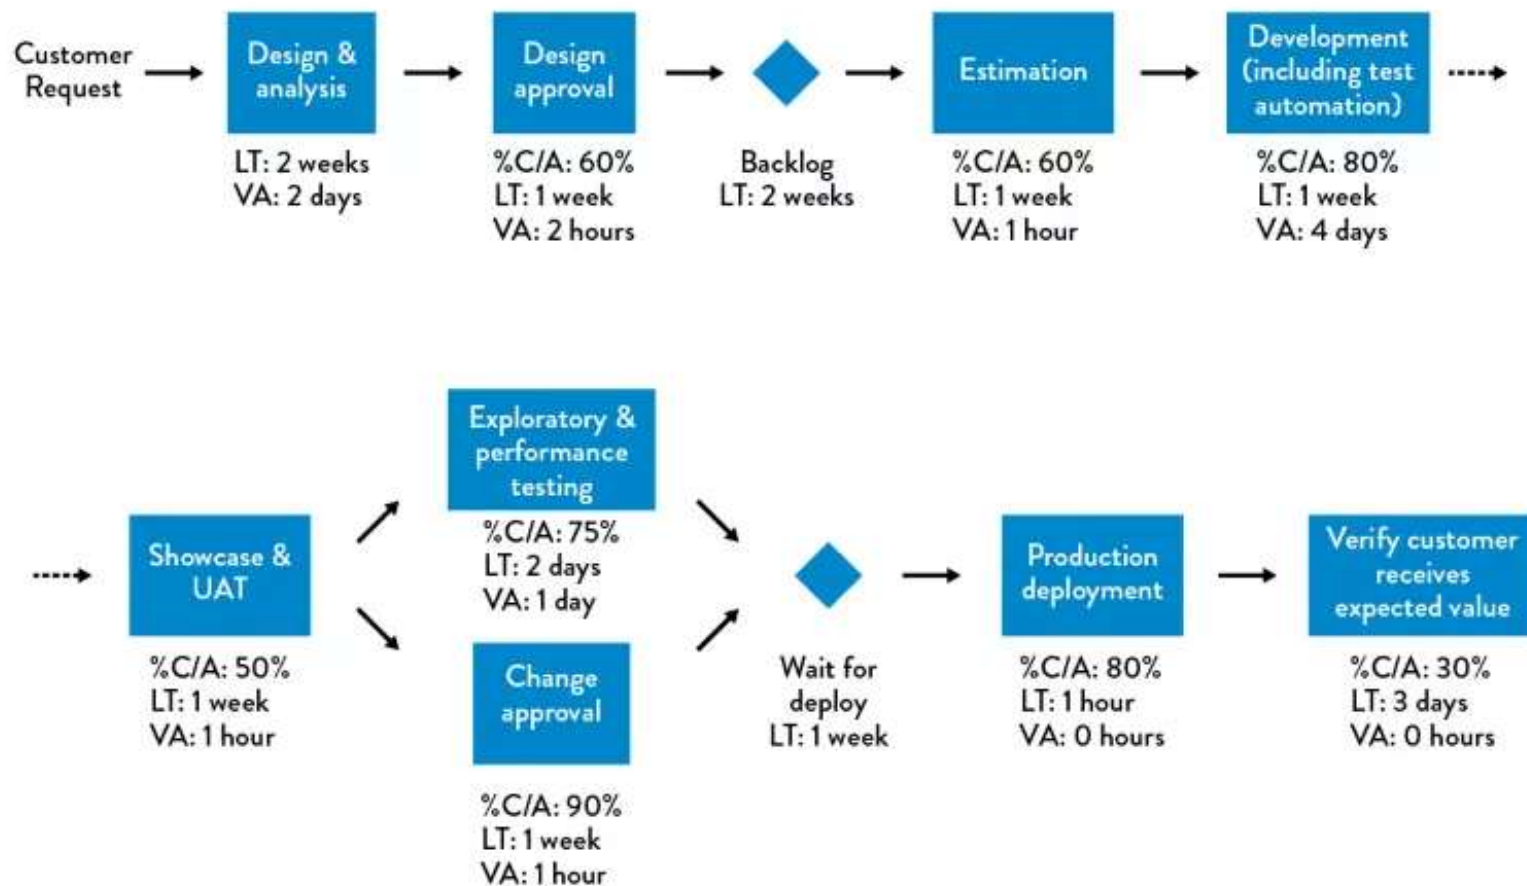 Customer
Request
Design &
analysis
LT: 2 weeks
VA: 2 days
Design
approval
%C/A: 60%
LT: 1 week
VA: 2 hours
Backlog
LT: 2 weeks
Estimation
%C/A: 60%
LT: 1 week
VA: 1 hour
Development
(including test
automation)
%C/A: 80%
LT: 1 week
VA: 4 days
Showcase &
UAT
%C/A: 50%
LT: 1 week
VA: 1 hour
Exploratory &
performance
testing
%C/A: 75%
LT: 2 days
VA: 1 day
Change
approval
%C/A: 90%
LT: 1 week
VA: 1 hour
Wait for
deploy
LT: 1 week
Production
deployment
%C/A: 80%
LT: 1 hour
VA: 0 hours
Verify customer
receives
expected value
%C/A: 30%
LT: 3 days
VA: 0 hours